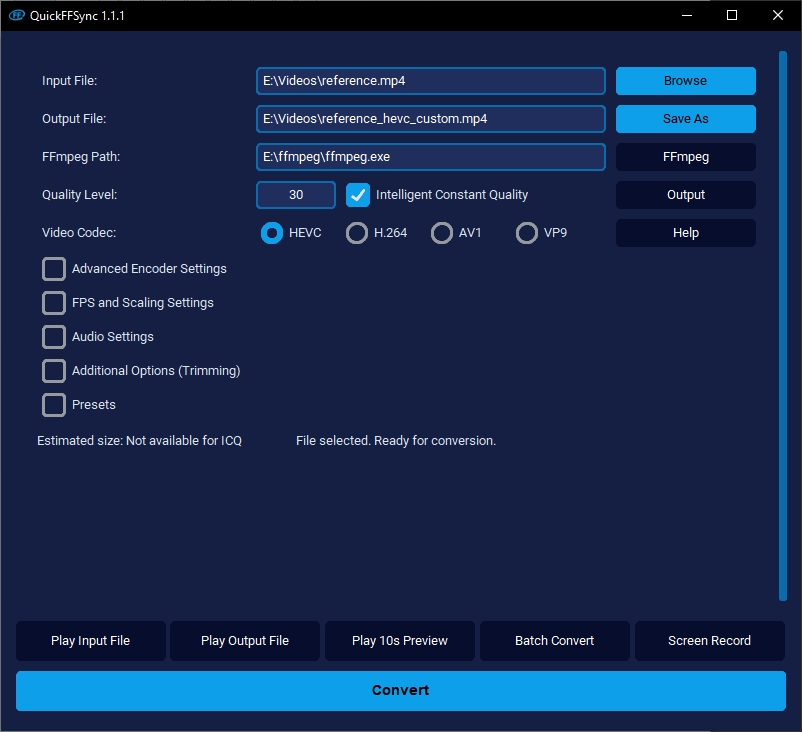 FF QuickFFSync 1.1.1
Input File: E:\Videos\reference.mp4 Browse
Output File: E:\Videos\reference_hevc_custom.mp4 Save As
FFmpeg Path: E:\ffmpeg\ffmpeg.exe FFmpeg
Quality Level: 30 Intelligent Constant Quality Output
Video Codec: HEVC H.264 AV1 VP9 Help
Advanced Encoder Settings
FPS and Scaling Settings
Audio Settings
Additional Options (Trimming)
Presets
Estimated size: Not available for ICQ File selected. Ready for conversion.
Play Input File Play Output File Play 10s Preview Batch Convert Screen Record
Convert